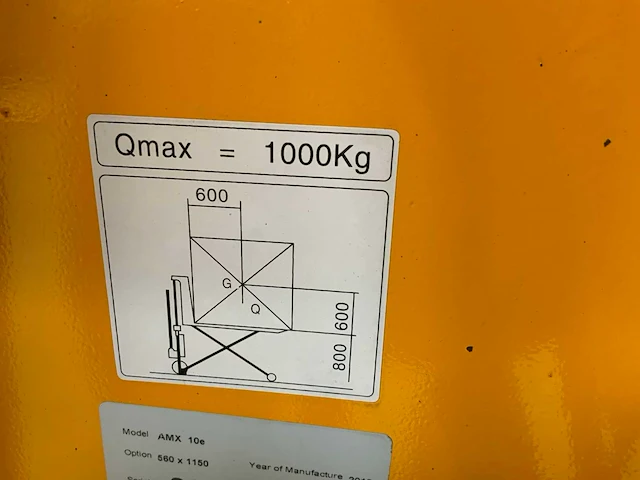 Qmax = 1000Kg
600
G
Q
600
800
Model AMX 10e
Option 560 x 1150
Year of Manufacture